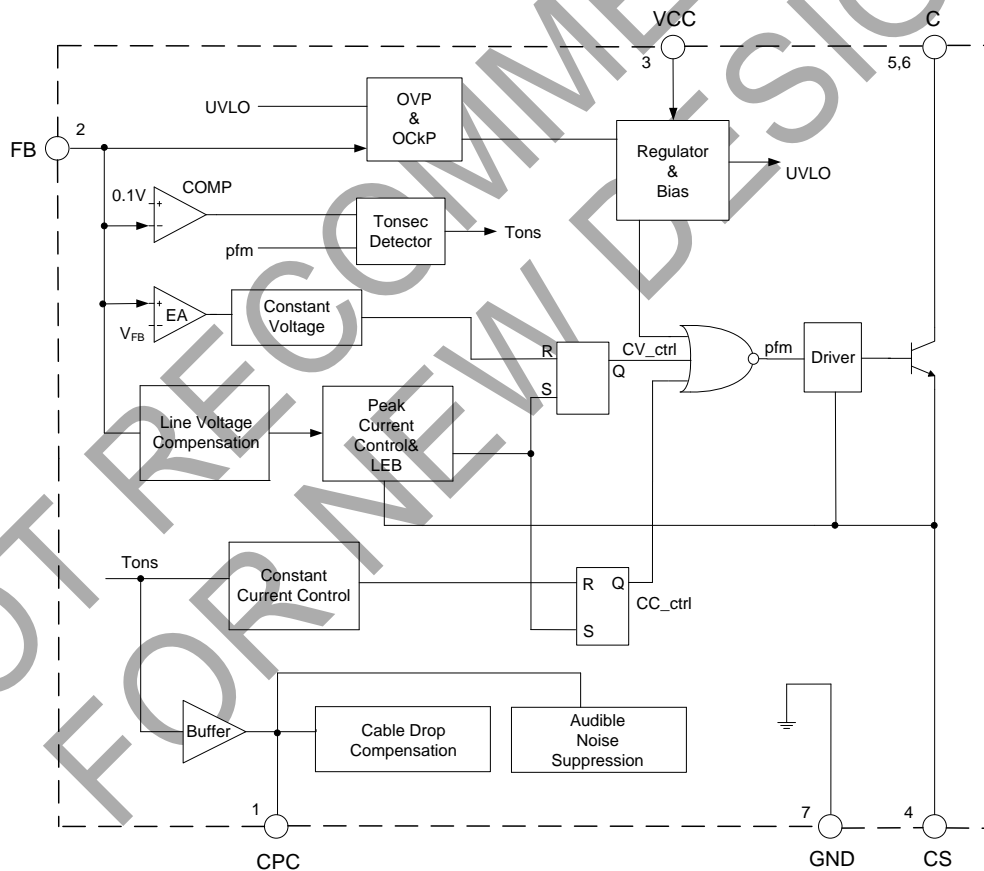 NOT RECOMME
FOR NEW DESIG
VCC
C
3
5,6
UVLO
OVP
&
OCkP
2
FB
Regulator
&
Bias
UVLO
COMP
0.1V
+
−
Tonsec
Detector
Tons
pfm
+
EA
−
VFB
Constant
Voltage
R
S
Q
CV_ctrl
pfm
Driver
Line Voltage
Compensation
Peak
Current
Control&
LEB
Tons
Constant
Current Control
R
Q
S
CC_ctrl
Buffer
Cable Drop
Compensation
Audible
Noise
Suppression
1
7
4
CPC
GND
CS